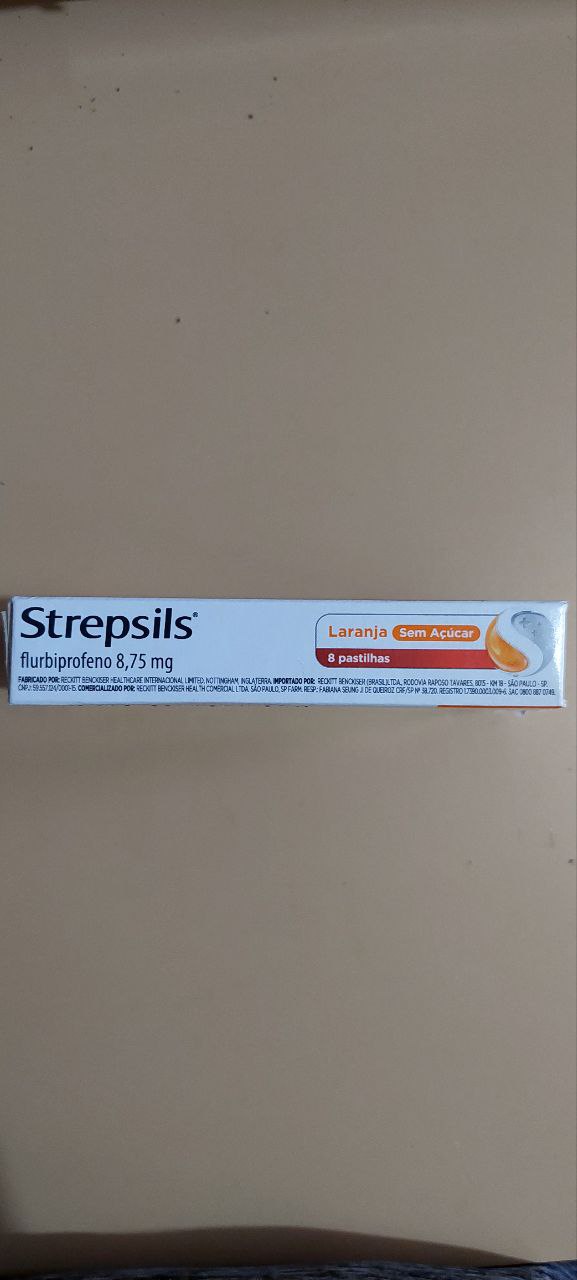 Strepsils®
flurbiprofeno 8,75 mg
Laranja Sem Açúcar
8 pastilhas
FABRICADO POR: RECKITT BENCKISER HEALTHCARE INTERNACIONAL LIMITED, NOTTINGHAM, INGLATERRA. IMPORTADO POR: RECKITT BENCKISER (BRASIL) LTDA., RODOVIA RAPOSO TAVARES, 8015 - KM 18 - SÃO PAULO - SP.
CNPJ: 59.557.124/0001-15. COMERCIALIZADO POR: RECKITT BENCKISER HEALTH COMERCIAL LTDA. SÃO PAULO, SP FARM. RESP.: FABIANA SEUNG JI DE QUEIROZ CRF/SP Nº 38.720. REGISTRO 1.7390.0003.009-6. SAC 0800 887 0749.